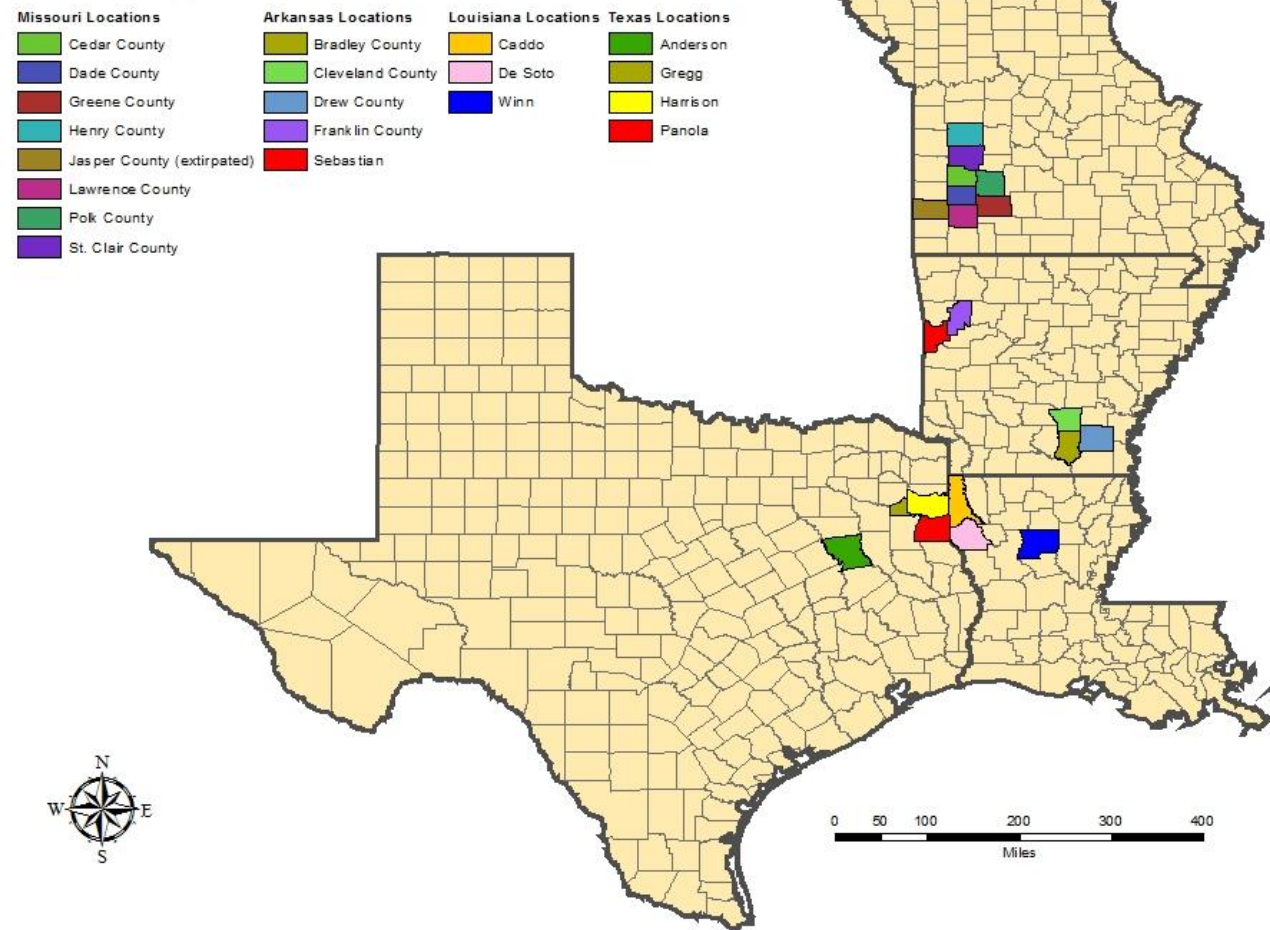 Missouri Locations
Cedar County
Dade County
Greene County
Henry County
Jasper County (extirpated)
Lawrence County
Polk County
St. Clair County
Arkansas Locations
Bradley County
Cleveland County
Drew County
Franklin County
Sebastian
Louisiana Locations
Caddo
De Soto
Winn
Texas Locations
Anderson
Gregg
Harrison
Panola
N
W E
S
0 50 100 200 300 400
Miles